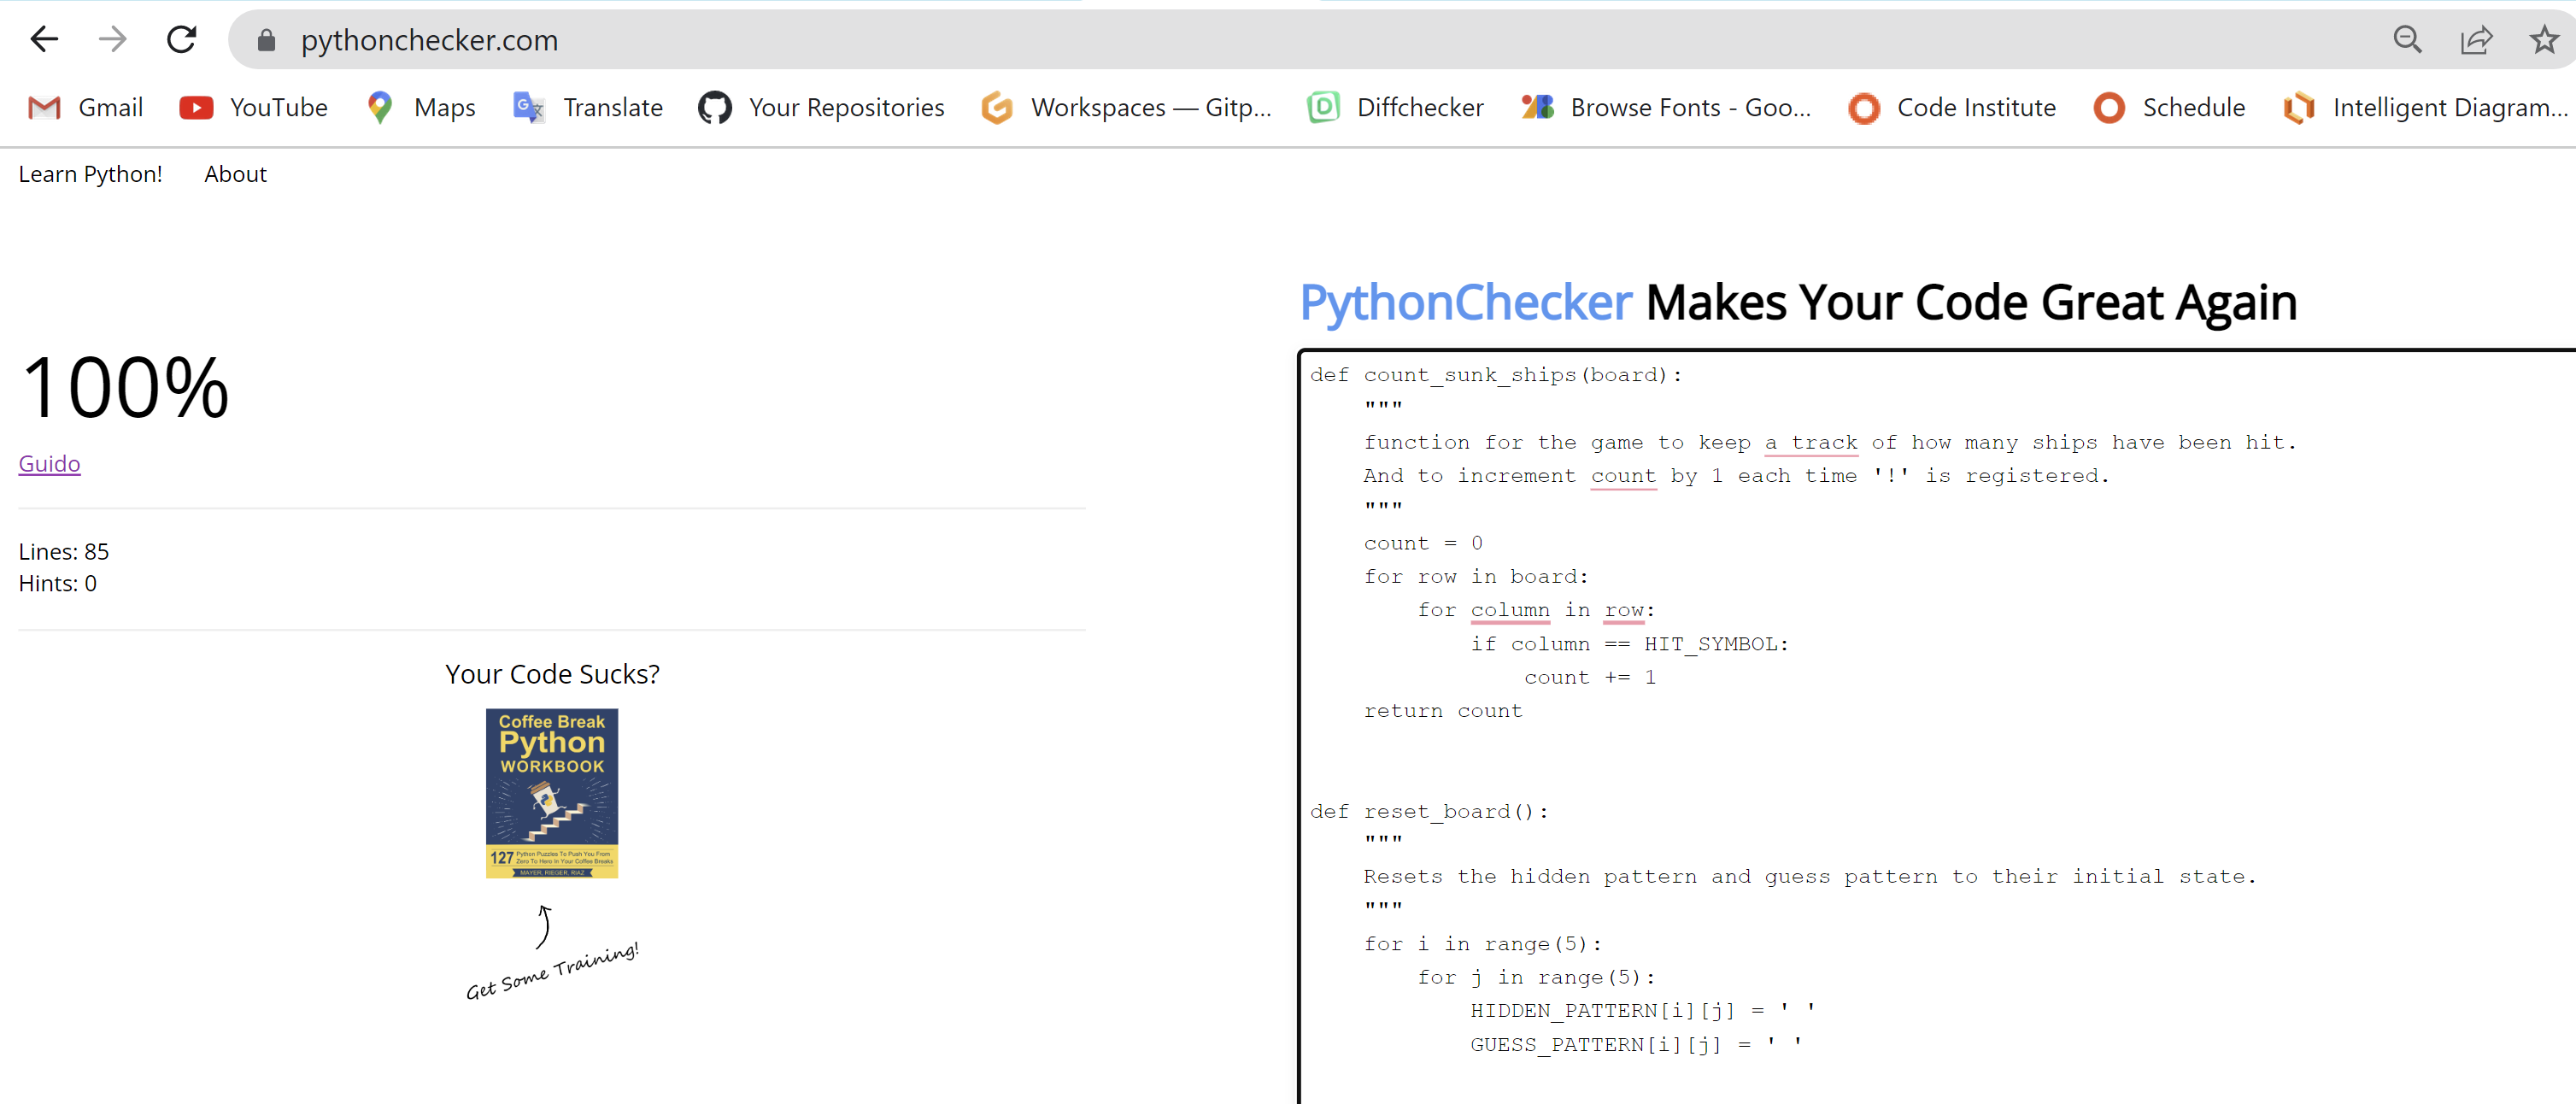 pythonchecker.com
Gmail YouTube Maps Translate Your Repositories Workspaces — Gitp... Diffchecker Browse Fonts - Goo... Code Institute Schedule Intelligent Diagram...
Learn Python! About
100%
Guido
Lines: 85
Hints: 0
Your Code Sucks?
Coffee Break
Python
WORKBOOK
127 Python Puzzles To Push You From
Zero To Hero in Your Coffee Breaks
MAYER, RIEGER, RIAZ
Get Some Training!
PythonChecker Makes Your Code Great Again
def count_sunk_ships(board):
    """
    function for the game to keep a track of how many ships have been hit.
    And to increment count by 1 each time '!' is registered.
    """
    count = 0
    for row in board:
        for column in row:
            if column == HIT_SYMBOL:
                count += 1
    return count
def reset_board():
    """
    Resets the hidden pattern and guess pattern to their initial state.
    """
    for i in range(5):
        for j in range(5):
            HIDDEN_PATTERN[i][j] = ' '
            GUESS_PATTERN[i][j] = ' '